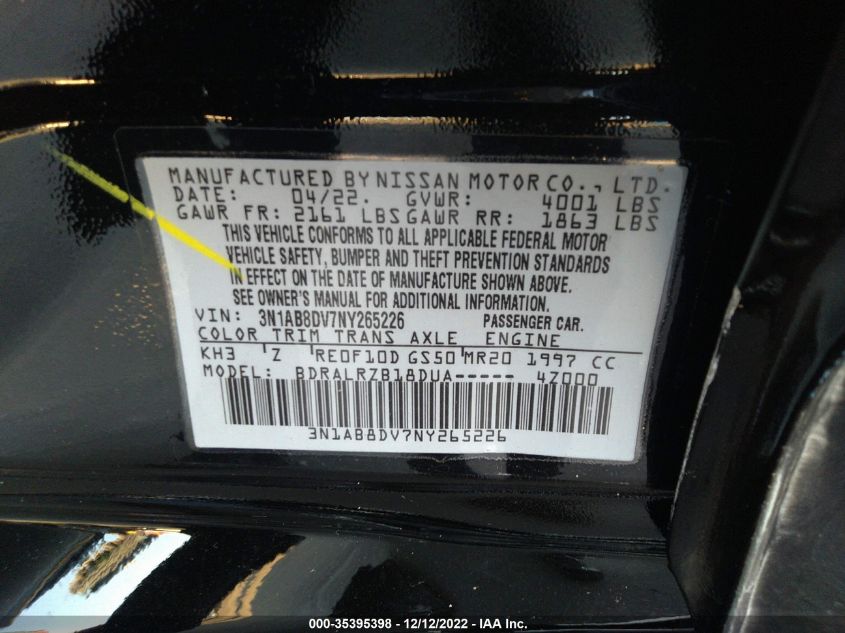 MANUFACTURED BY NISSAN MOTOR CO., LTD.
DATE: 04/22. GVWR: 4001 LBS
GAWR FR: 2161 LBS GAWR RR: 1863 LBS
THIS VEHICLE CONFORMS TO ALL APPLICABLE FEDERAL MOTOR
VEHICLE SAFETY, BUMPER AND THEFT PREVENTION STANDARDS
IN EFFECT ON THE DATE OF MANUFACTURE SHOWN ABOVE.
SEE OWNER'S MANUAL FOR ADDITIONAL INFORMATION.
VIN: 3N1AB8DV7NY265226 PASSENGER CAR.
COLOR TRIM TRANS AXLE ENGINE
KH3 Z RE0F10D GS50 MR20 1997 CC
MODEL: BDRALRZB18DUA----- 4Z000
3N1AB8DV7NY265226
000-35395398 - 12/12/2022 - IAA Inc.